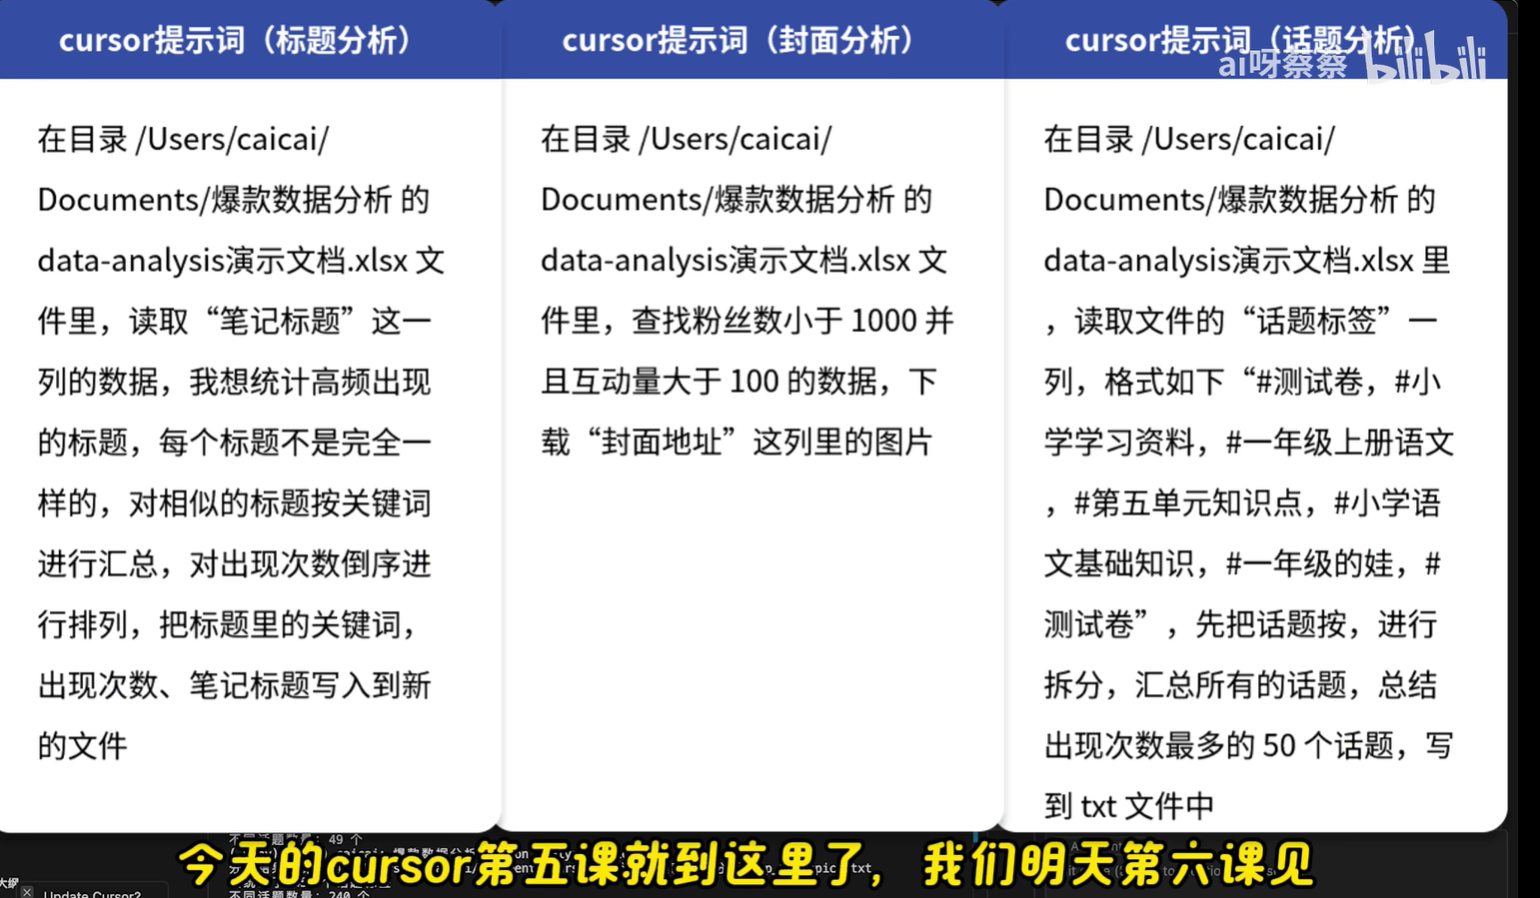 cursor提示词（标题分析）
在目录 /Users/caicai/
Documents/爆款数据分析 的
data-analysis演示文档.xlsx 文
件里，读取“笔记标题”这一
列的数据，我想统计高频出现
的标题，每个标题不是完全一
样的，对相似的标题按关键词
进行汇总，对出现次数倒序进
行排列，把标题里的关键词，
出现次数、笔记标题写入到新
的文件
cursor提示词（封面分析）
在目录 /Users/caicai/
Documents/爆款数据分析 的
data-analysis演示文档.xlsx 文
件里，查找粉丝数小于 1000 并
且互动量大于 100 的数据，下
载“封面地址”这列里的图片
cursor提示词（话题分析）
ai呀蔡蔡 bilibili
在目录 /Users/caicai/
Documents/爆款数据分析 的
data-analysis演示文档.xlsx 里
，读取文件的“话题标签”一
列，格式如下“#测试卷，#小
学学习资料，#一年级上册语文
，#第五单元知识点，#小学语
文基础知识，#一年级的娃，#
测试卷”，先把话题按，进行
拆分，汇总所有的话题，总结
出现次数最多的 50 个话题，写
到 txt 文件中
今天的cursor第五课就到这里了，我们明天第六课见
大纲
Update Cursor?